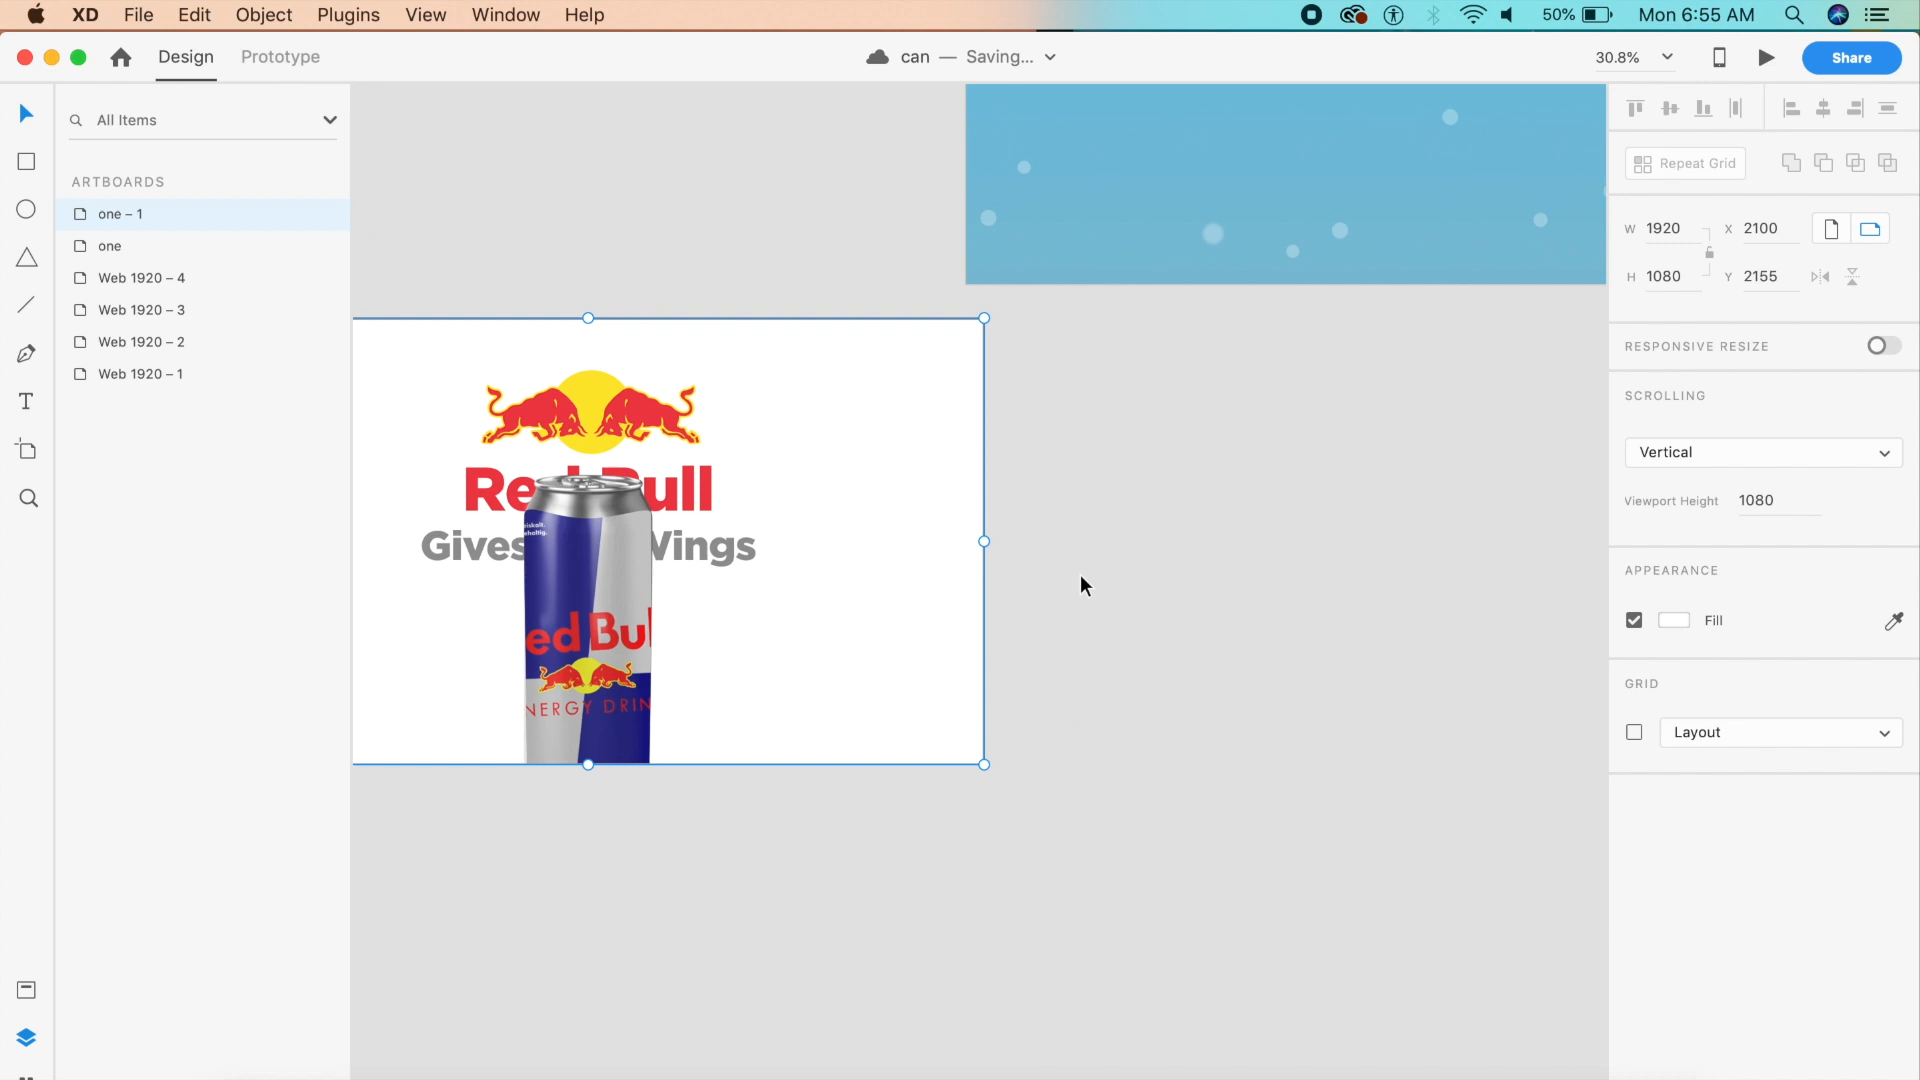 XD File Edit Object Plugins View Window Help
50% Mon 6:55 AM
Design Prototype
can — Saving...
30.8%
Share
All Items
ARTBOARDS
one – 1
one
Web 1920 – 4
Web 1920 – 3
Web 1920 – 2
Web 1920 – 1
Red Bull
Gives Wings
eiskalt.
ehaltig.
ed Bul
NERGY DRIN
Repeat Grid
W 1920 X 2100
H 1080 Y 2155
RESPONSIVE RESIZE
SCROLLING
Vertical
Viewport Height 1080
APPEARANCE
Fill
GRID
Layout